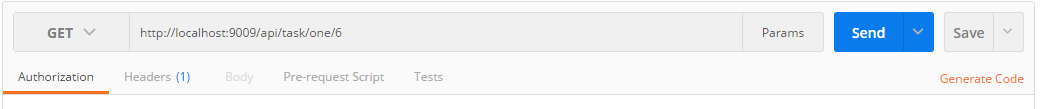 GET http://localhost:9009/api/task/one/6 Params Send Save
Authorization Headers (1) Body Pre-request Script Tests Generate Code